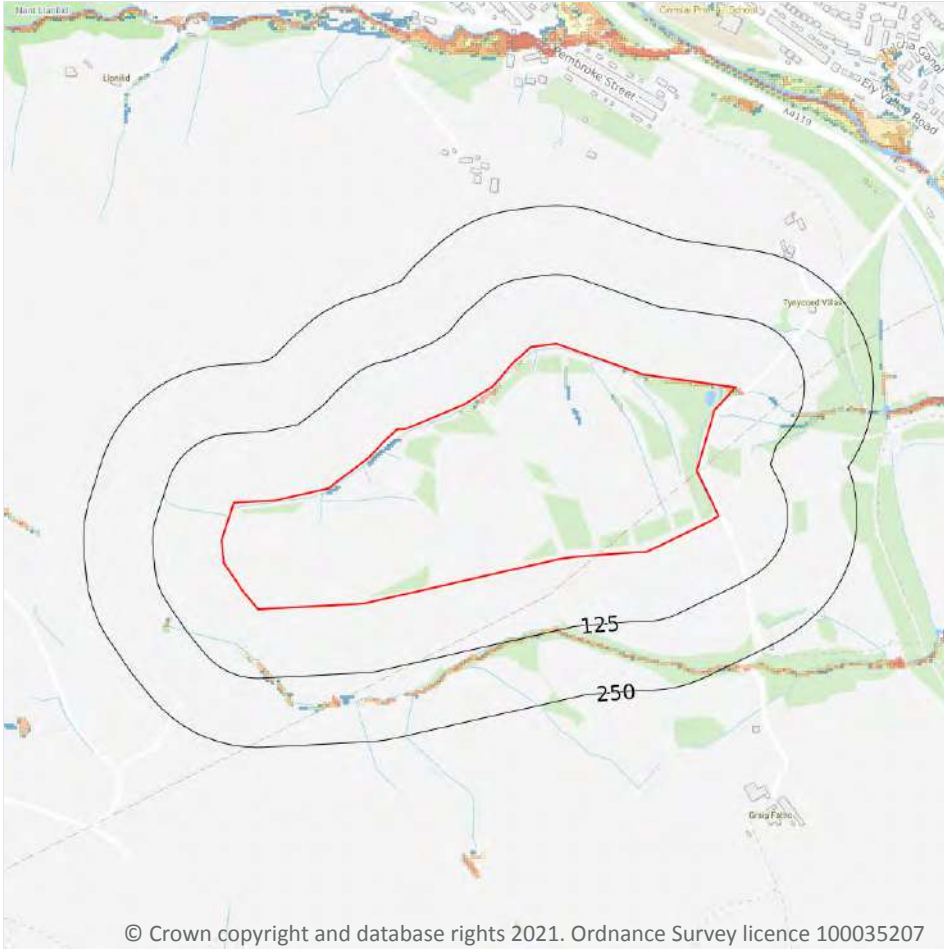 Nant Llanilid
Llanilid
Pembroke Street
A4119
Ely Valley Road
Tynycoed Villas
125
250
Graig Fatho
© Crown copyright and database rights 2021. Ordnance Survey licence 100035207